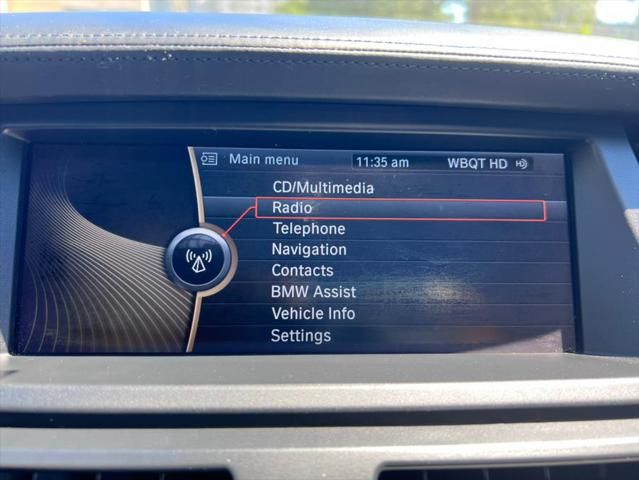 Main menu 11:35 am WBQT HD
CD/Multimedia
Radio
Telephone
Navigation
Contacts
BMW Assist
Vehicle Info
Settings